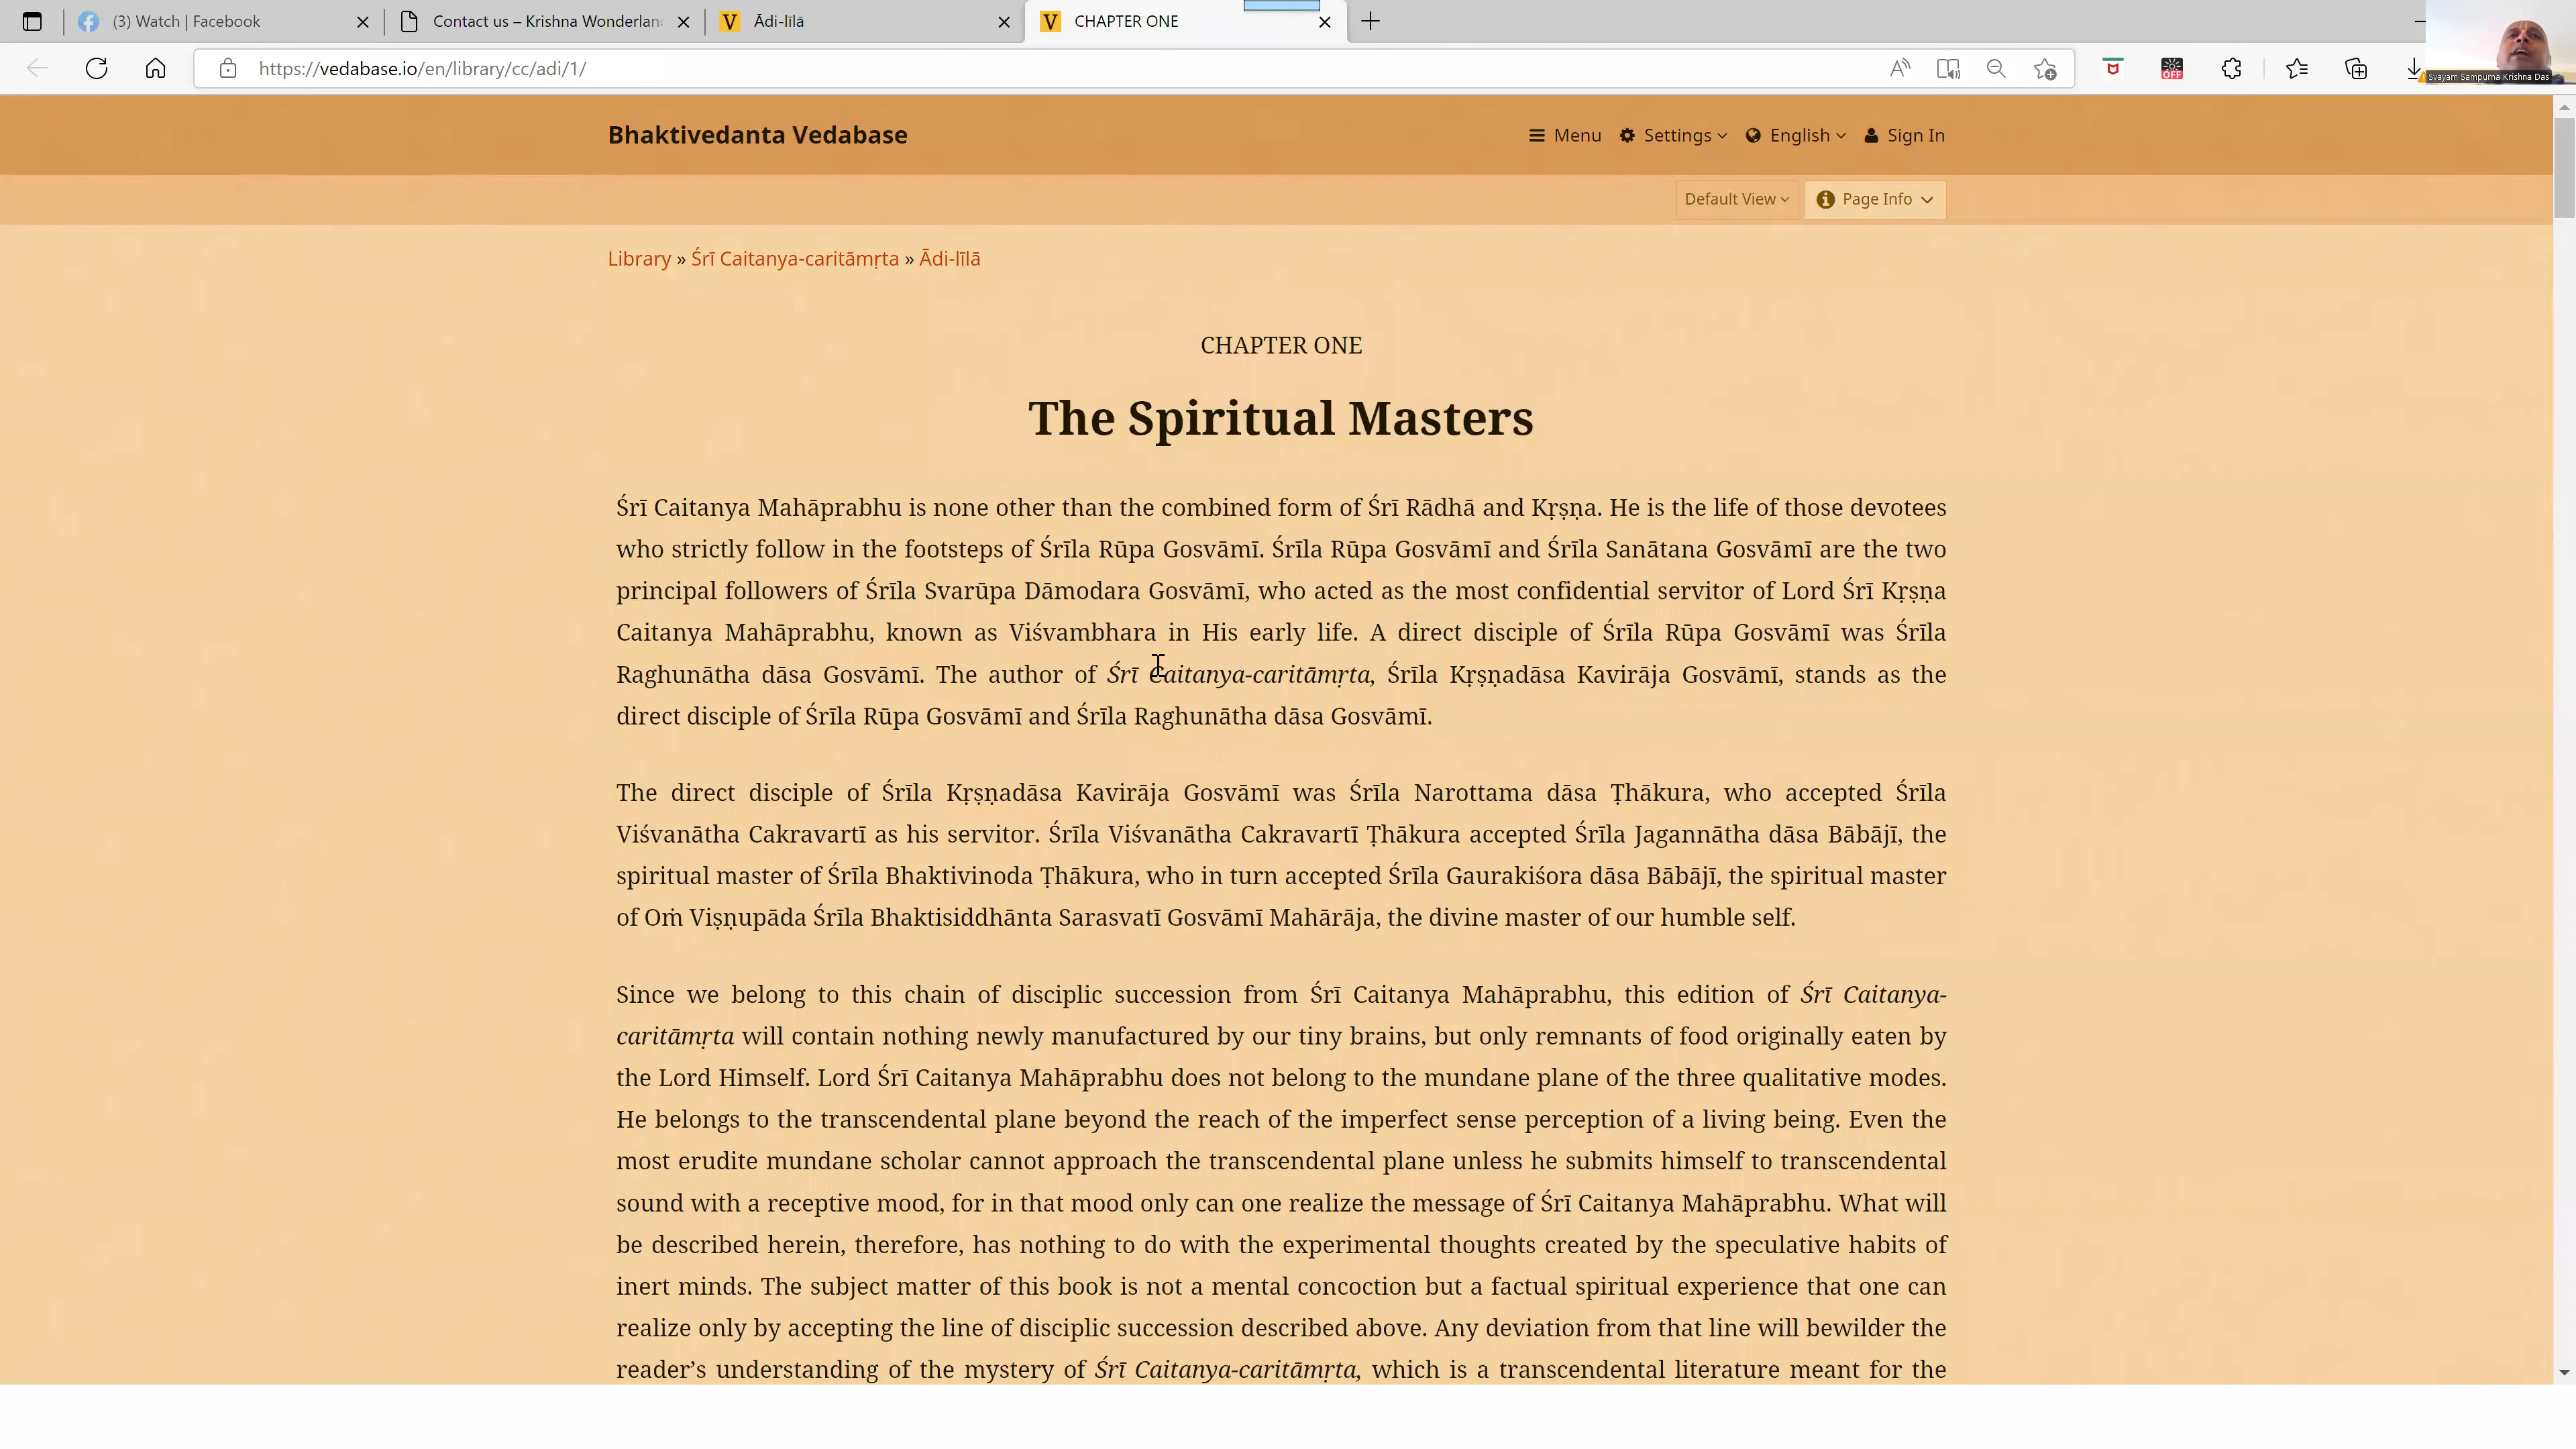 (3) Watch | Facebook
Contact us – Krishna Wonderlan
Ādi-līlā
CHAPTER ONE
https://vedabase.io/en/library/cc/adi/1/
OFF
Svayam Sampurna Krishna Das
Bhaktivedanta Vedabase
Menu Settings English Sign In
Default View Page Info
Library » Śrī Caitanya-caritāmṛta » Ādi-līlā
CHAPTER ONE
The Spiritual Masters
Śrī Caitanya Mahāprabhu is none other than the combined form of Śrī Rādhā and Kṛṣṇa. He is the life of those devotees
who strictly follow in the footsteps of Śrīla Rūpa Gosvāmī. Śrīla Rūpa Gosvāmī and Śrīla Sanātana Gosvāmī are the two
principal followers of Śrīla Svarūpa Dāmodara Gosvāmī, who acted as the most confidential servitor of Lord Śrī Kṛṣṇa
Caitanya Mahāprabhu, known as Viśvambhara in His early life. A direct disciple of Śrīla Rūpa Gosvāmī was Śrīla
Raghunātha dāsa Gosvāmī. The author of Śrī Caitanya-caritāmṛta, Śrīla Kṛṣṇadāsa Kavirāja Gosvāmī, stands as the
direct disciple of Śrīla Rūpa Gosvāmī and Śrīla Raghunātha dāsa Gosvāmī.
The direct disciple of Śrīla Kṛṣṇadāsa Kavirāja Gosvāmī was Śrīla Narottama dāsa Ṭhākura, who accepted Śrīla
Viśvanātha Cakravartī as his servitor. Śrīla Viśvanātha Cakravartī Ṭhākura accepted Śrīla Jagannātha dāsa Bābājī, the
spiritual master of Śrīla Bhaktivinoda Ṭhākura, who in turn accepted Śrīla Gaurakiśora dāsa Bābājī, the spiritual master
of Oṁ Viṣṇupāda Śrīla Bhaktisiddhānta Sarasvatī Gosvāmī Mahārāja, the divine master of our humble self.
Since we belong to this chain of disciplic succession from Śrī Caitanya Mahāprabhu, this edition of Śrī Caitanya-
caritāmṛta will contain nothing newly manufactured by our tiny brains, but only remnants of food originally eaten by
the Lord Himself. Lord Śrī Caitanya Mahāprabhu does not belong to the mundane plane of the three qualitative modes.
He belongs to the transcendental plane beyond the reach of the imperfect sense perception of a living being. Even the
most erudite mundane scholar cannot approach the transcendental plane unless he submits himself to transcendental
sound with a receptive mood, for in that mood only can one realize the message of Śrī Caitanya Mahāprabhu. What will
be described herein, therefore, has nothing to do with the experimental thoughts created by the speculative habits of
inert minds. The subject matter of this book is not a mental concoction but a factual spiritual experience that one can
realize only by accepting the line of disciplic succession described above. Any deviation from that line will bewilder the
reader’s understanding of the mystery of Śrī Caitanya-caritāmṛta, which is a transcendental literature meant for the